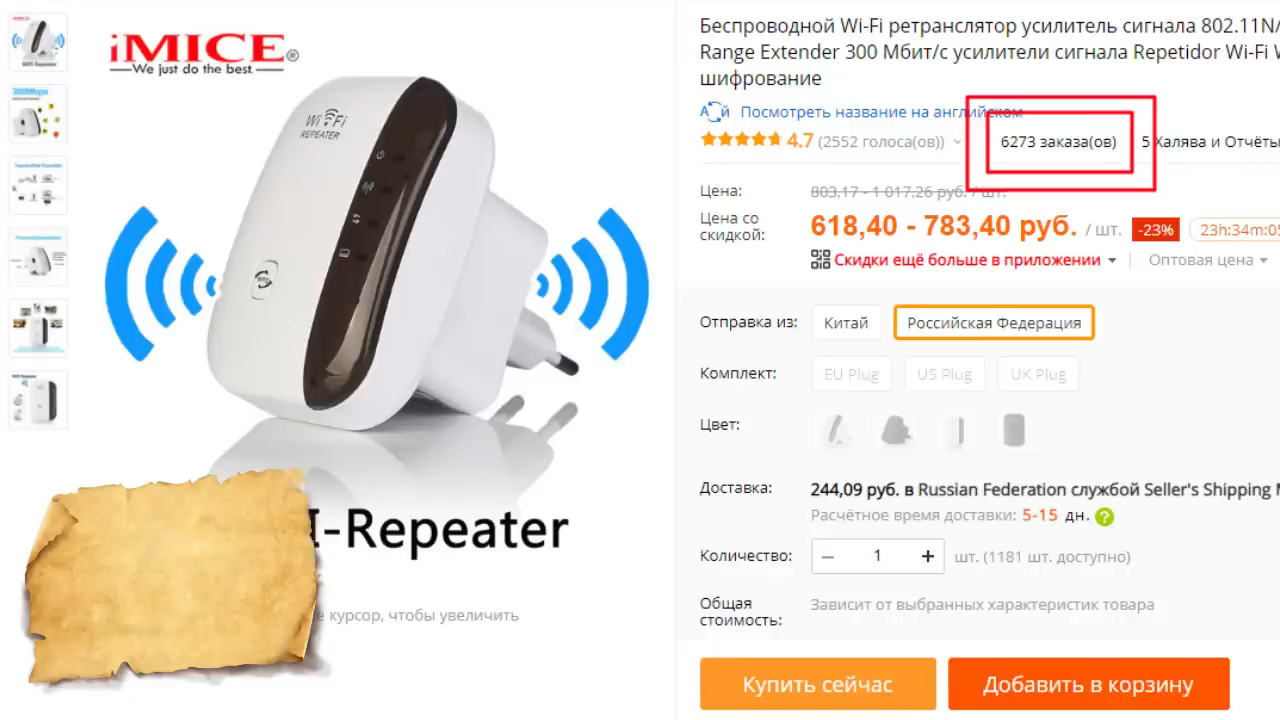 iMICE®
We just do the best.
Wi Fi
REPEATER
I-Repeater
курсор, чтобы увеличить
Беспроводной Wi-Fi ретранслятор усилитель сигнала 802.11N/
Range Extender 300 Мбит/с усилители сигнала Repetidor Wi-Fi
шифрование
Посмотреть название на английском
4.7 (2552 голоса(ов)) 6273 заказа(ов) 5 Халява и Отчёты
Цена: 803,17 - 1 017,26 руб. / шт.
Цена со скидкой: 618,40 - 783,40 руб. / шт. -23% 23h:34m:05
Скидки ещё больше в приложении Оптовая цена
Отправка из: Китай Российская Федерация
Комплект: EU Plug US Plug UK Plug
Цвет:
Доставка: 244,09 руб. в Russian Federation службой Seller's Shipping
Расчётное время доставки: 5-15 дн. ?
Количество: − 1 + шт. (1181 шт. доступно)
Общая стоимость: Зависит от выбранных характеристик товара
Купить сейчас Добавить в корзину